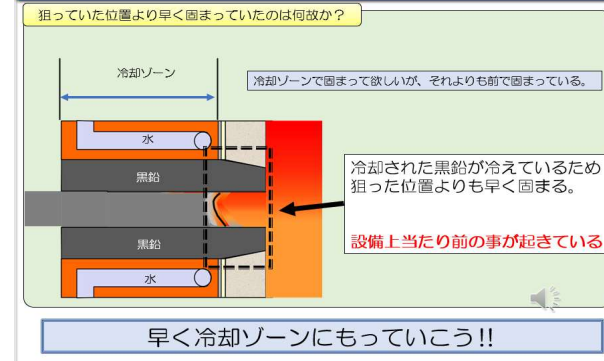 狙っていた位置より早く固まっていたのは何故か？
冷却ゾーン
冷却ゾーンで固まって欲しいが、それよりも前で固まっている。
水
黒鉛
冷却された黒鉛が冷えているため
狙った位置よりも早く固まる。
設備上当たり前の事が起きている
黒鉛
水
早く冷却ゾーンにもっていこう!!